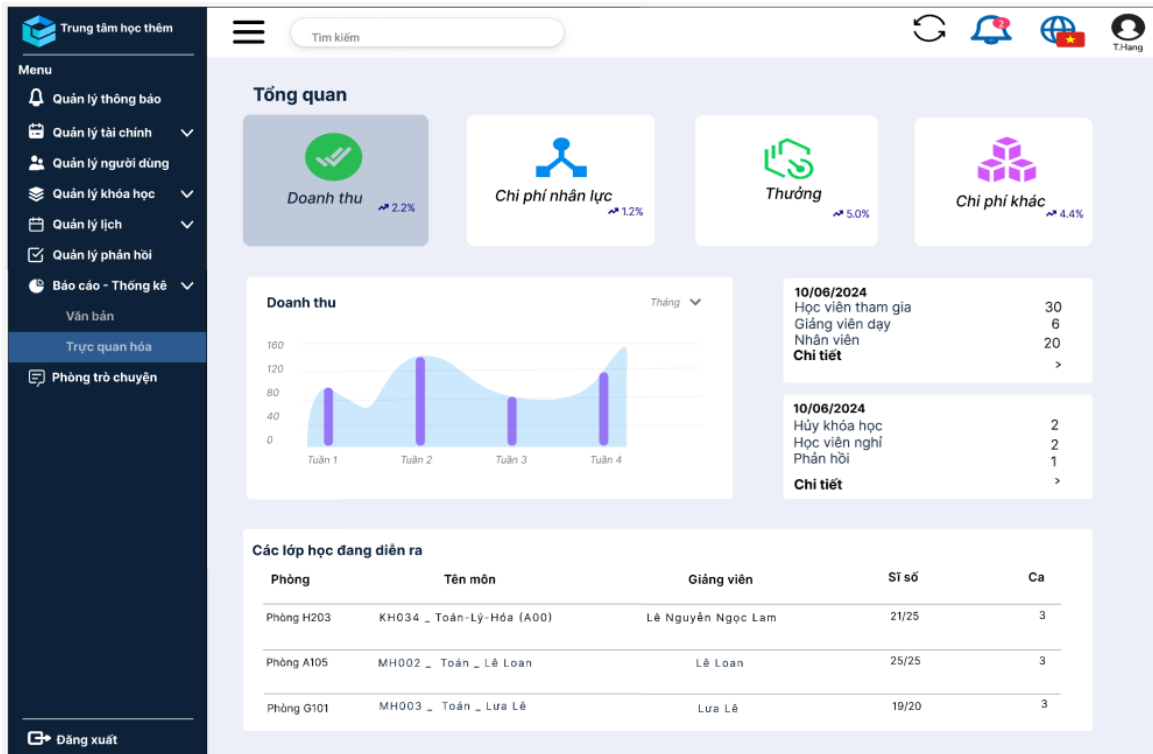 Trung tâm học thêm
Menu
Quản lý thông báo
Quản lý tài chính
Quản lý người dùng
Quản lý khóa học
Quản lý lịch
Quản lý phản hồi
Báo cáo - Thống kê
Văn bản
Trực quan hóa
Phòng trò chuyện
Đăng xuất
Tìm kiếm
2
T.Hang
Tổng quan
Doanh thu 2.2%
Chi phí nhân lực 1.2%
Thưởng 5.0%
Chi phí khác 4.4%
Doanh thu Tháng
160
120
80
40
0
Tuần 1 Tuần 2 Tuần 3 Tuần 4
10/06/2024
Học viên tham gia 30
Giảng viên dạy 6
Nhân viên 20
Chi tiết >
10/06/2024
Hủy khóa học 2
Học viên nghỉ 2
Phản hồi 1
Chi tiết >
Các lớp học đang diễn ra
Phòng Tên môn Giảng viên Sĩ số Ca
Phòng H203 KH034 _ Toán-Lý-Hóa (A00) Lê Nguyễn Ngọc Lam 21/25 3
Phòng A105 MH002 _ Toán _ Lê Loan Lê Loan 25/25 3
Phòng G101 MH003 _ Toán _ Lưa Lê Lưa Lê 19/20 3